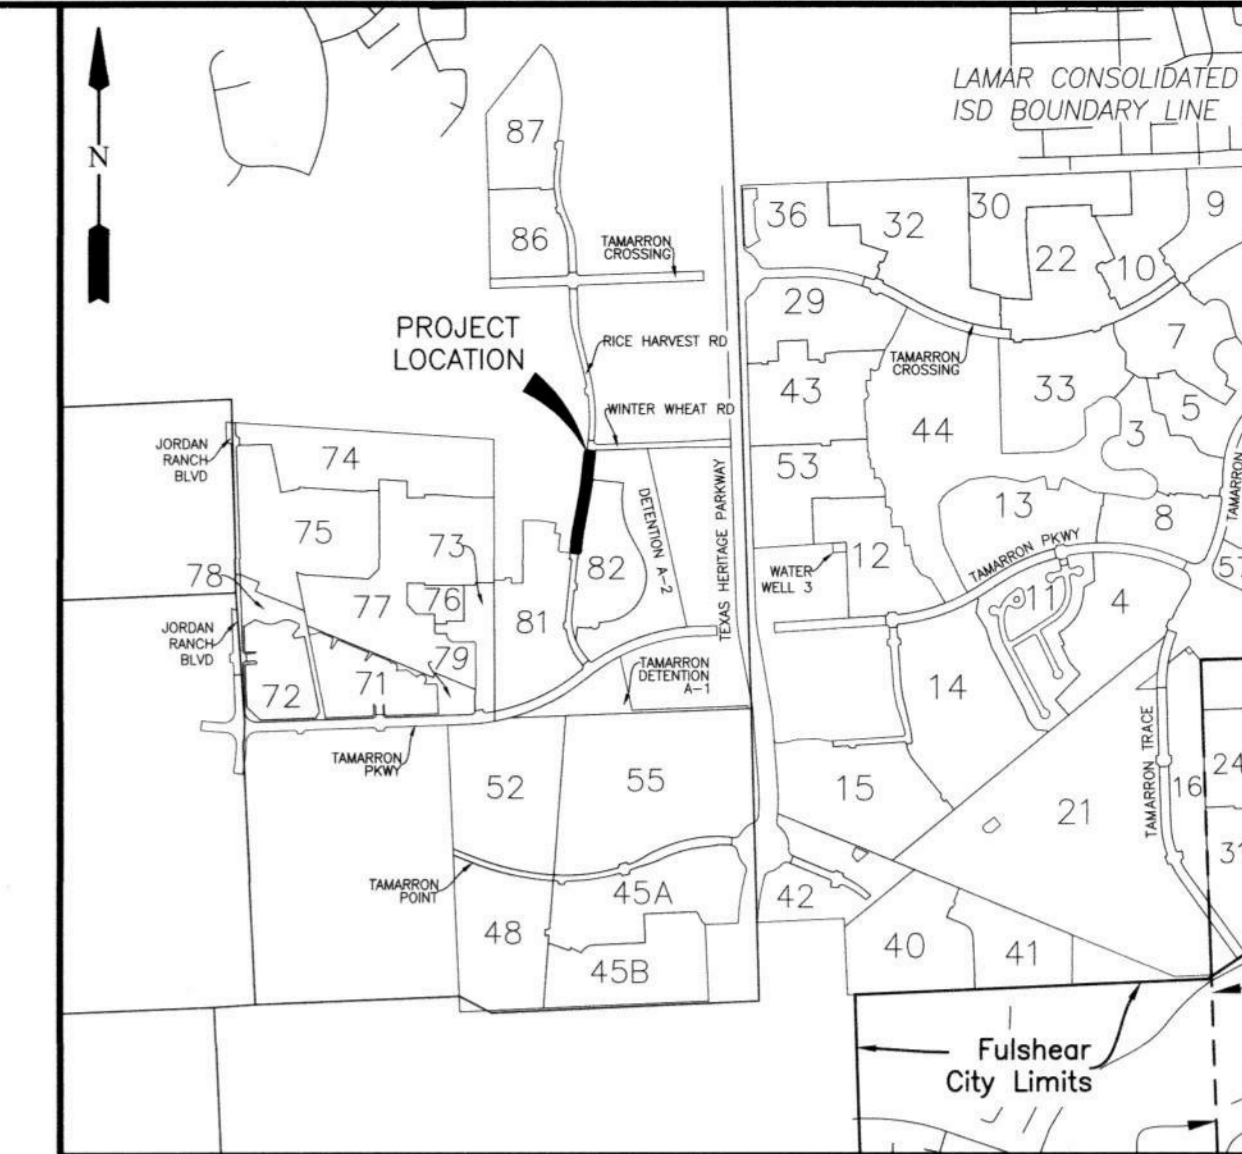 LAMAR CONSOLIDATED
ISD BOUNDARY LINE
N
87
86
TAMARRON
CROSSING
36
32
30
22
10
9
29
7
PROJECT
LOCATION
RICE HARVEST RD
TAMARRON
CROSSING
WINTER WHEAT RD
43
33
5
44
3
JORDAN
RANCH
BLVD
74
53
TAMARRON
75
73
DETENTION A-2
TEXAS HERITAGE PARKWAY
13
8
TAMARRON PKWY
78
77
76
82
WATER
WELL 3
12
57
11
4
JORDAN
RANCH
BLVD
81
79
72
71
TAMARRON
DETENTION
A-1
14
TAMARRON
PKWY
52
55
15
TAMARRON TRACE
16
24
21
31
TAMARRON
POINT
45A
42
48
45B
40
41
Fulshear
City Limits